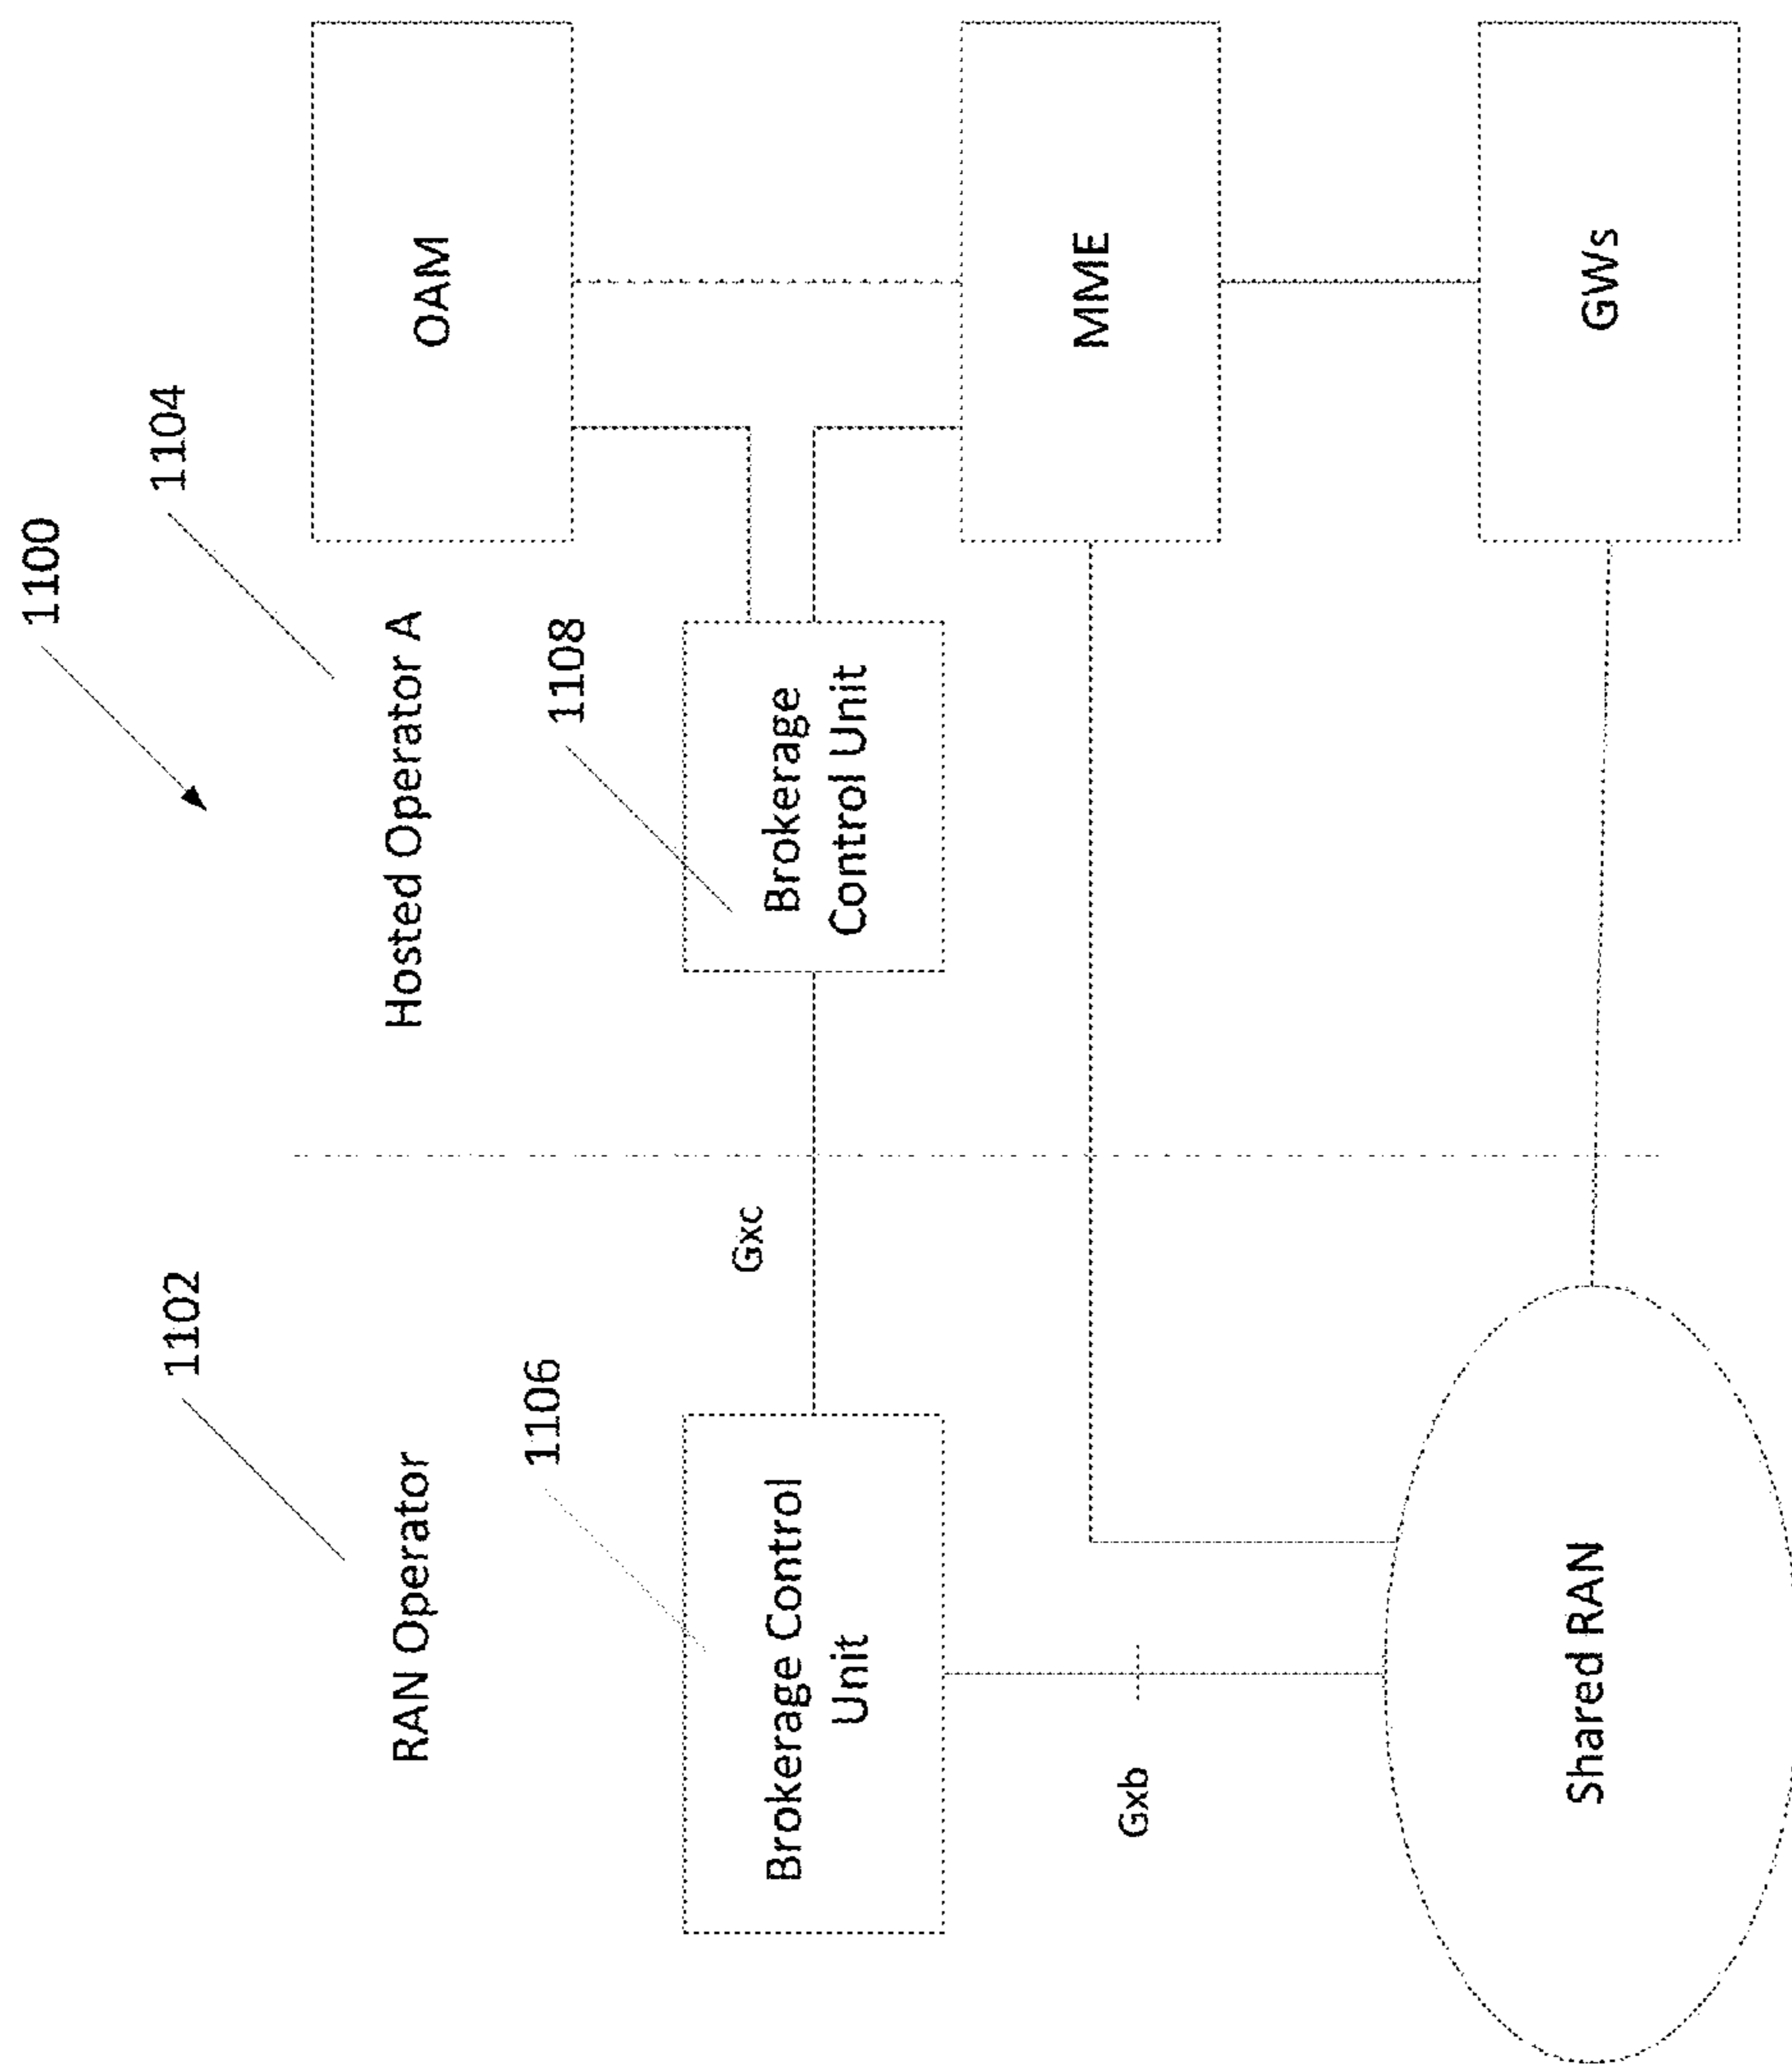 1100
1102
1104
RAN Operator
Hosted Operator A
1106
1108
OAM
Brokerage Control
Unit
Gxc
Brokerage
Control Unit
MME
Gxb
Shared RAN
GWs